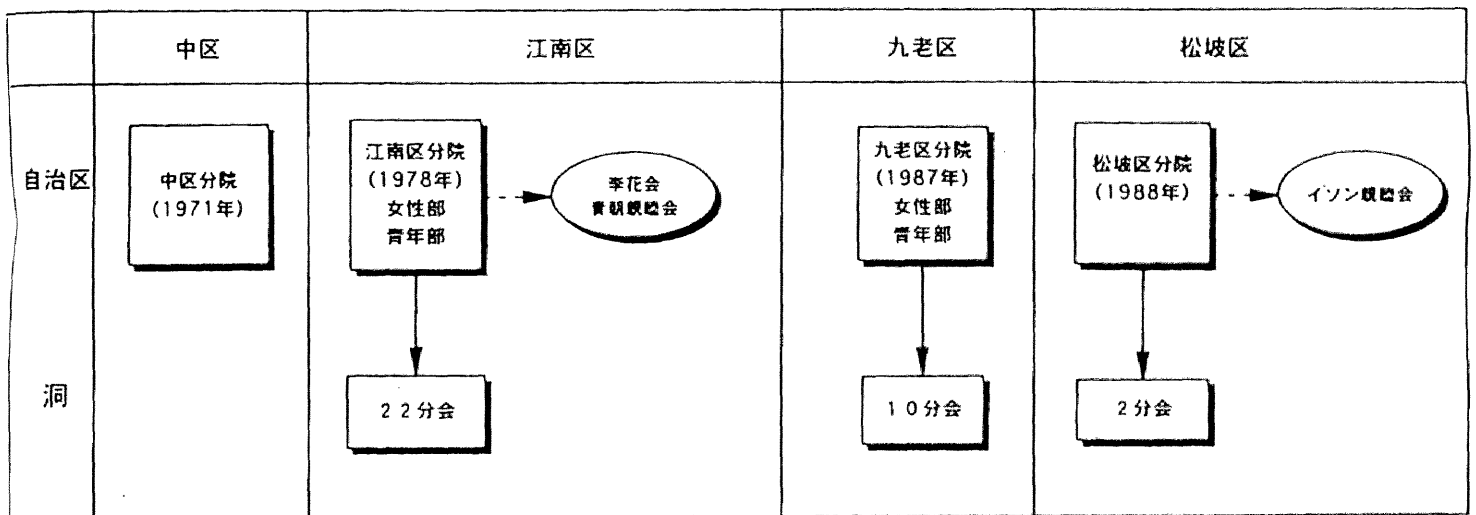 中区
江南区
九老区
松坡区
自治区
中区分院
(1971年)
江南区分院
(1978年)
女性部
青年部
李花会
青朝親睦会
九老区分院
(1987年)
女性部
青年部
松坡区分院
(1988年)
イソン親睦会
洞
22分会
10分会
2分会